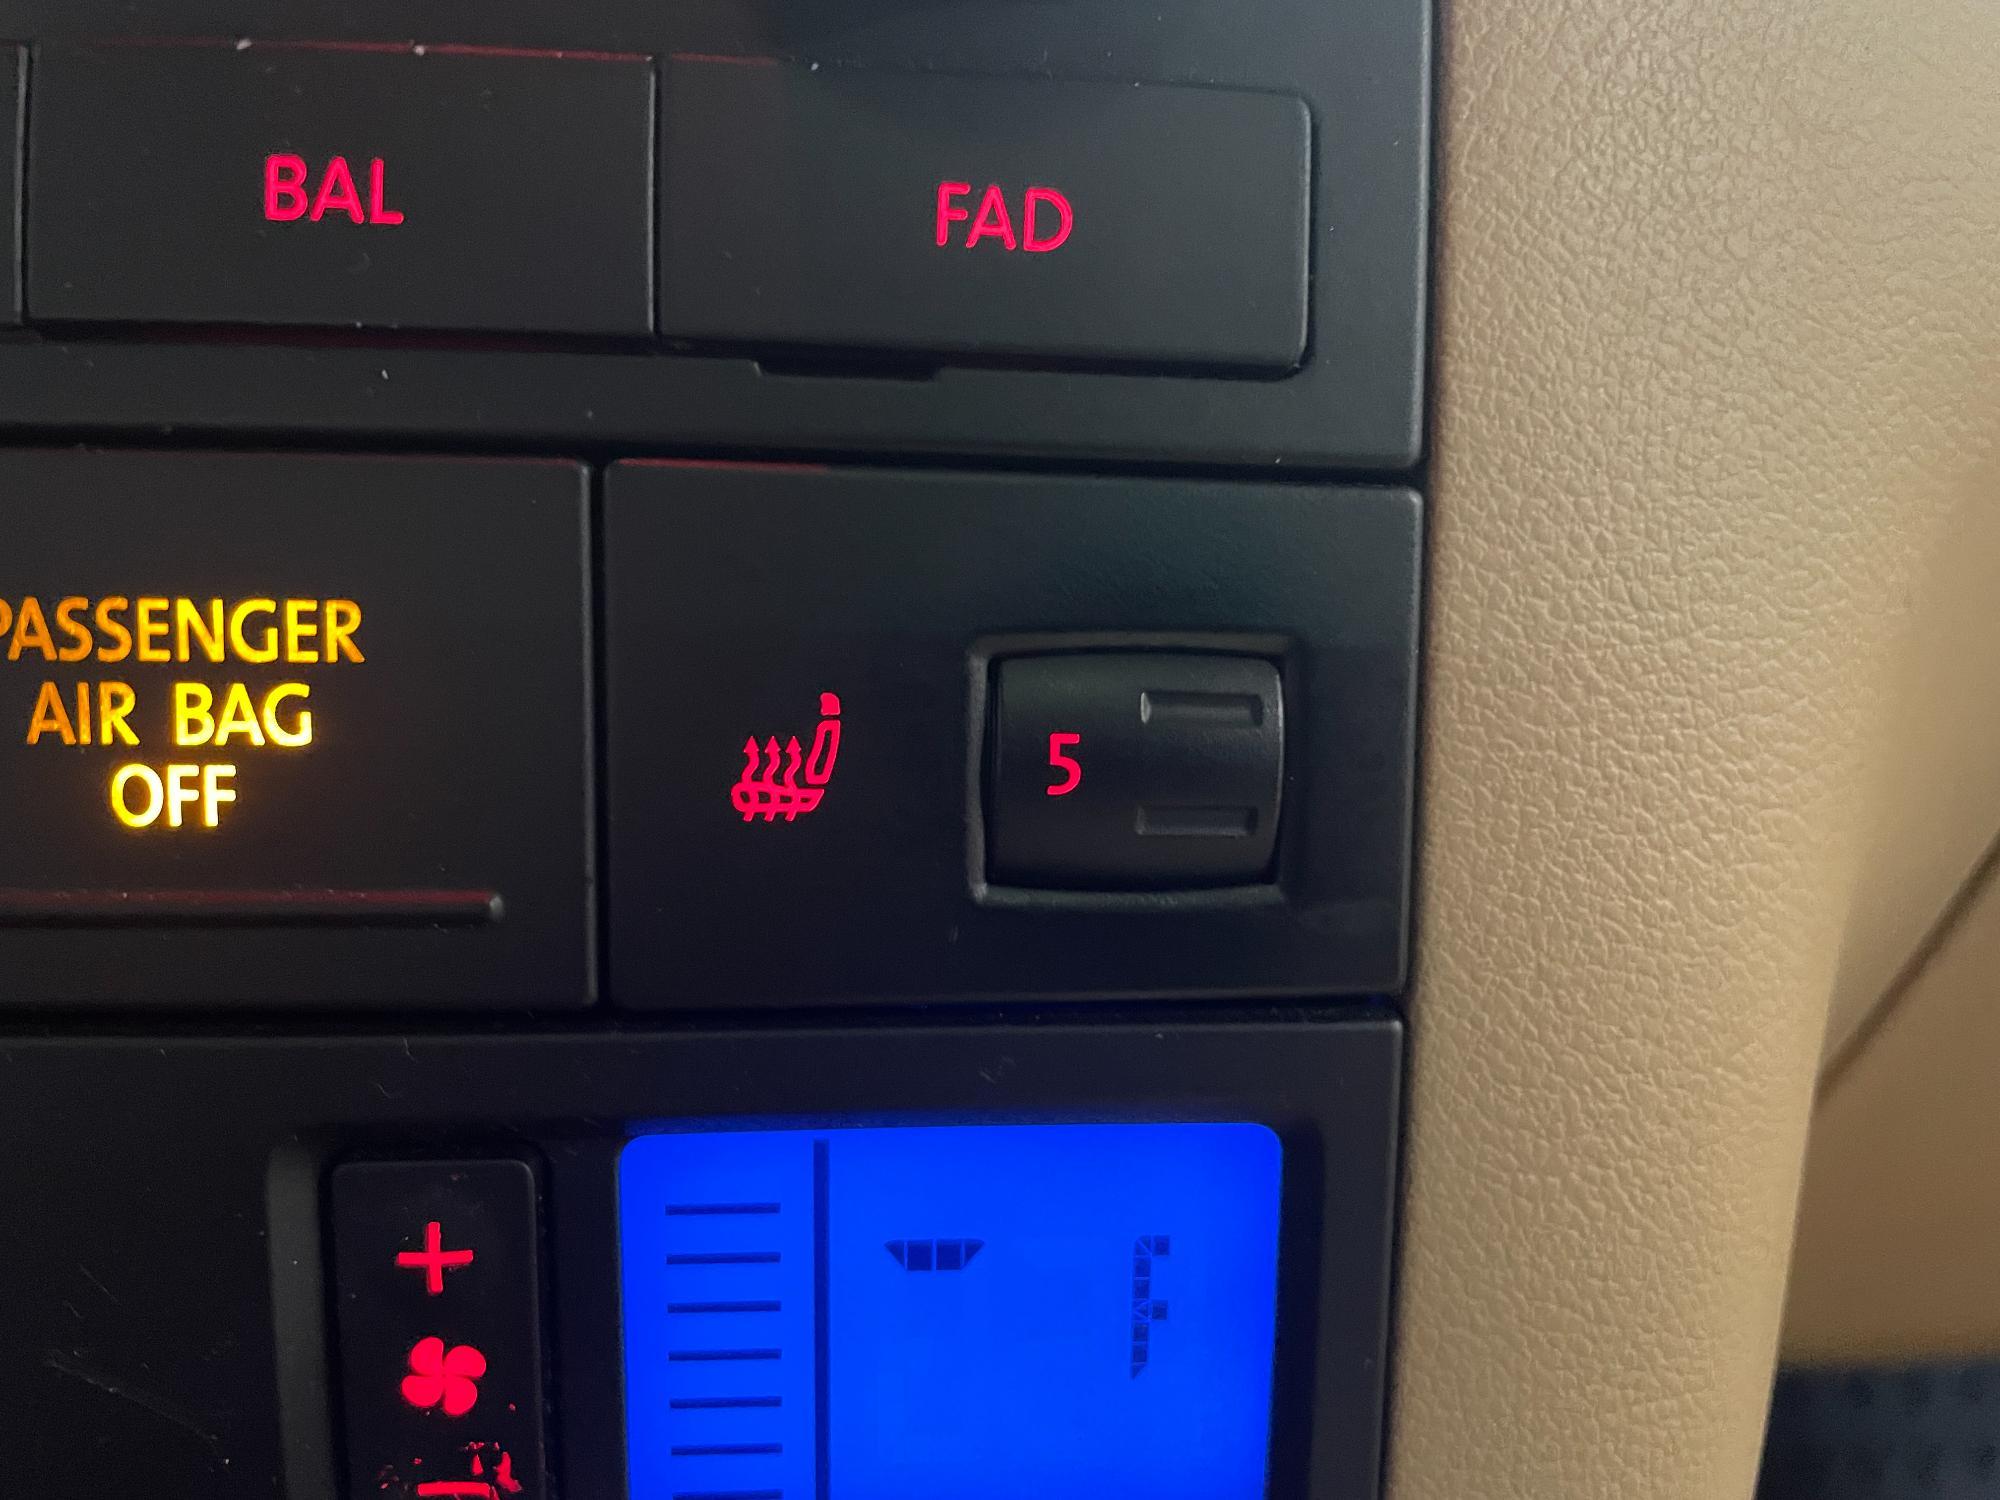 BAL
FAD
PASSENGER
AIR BAG
OFF
5
+